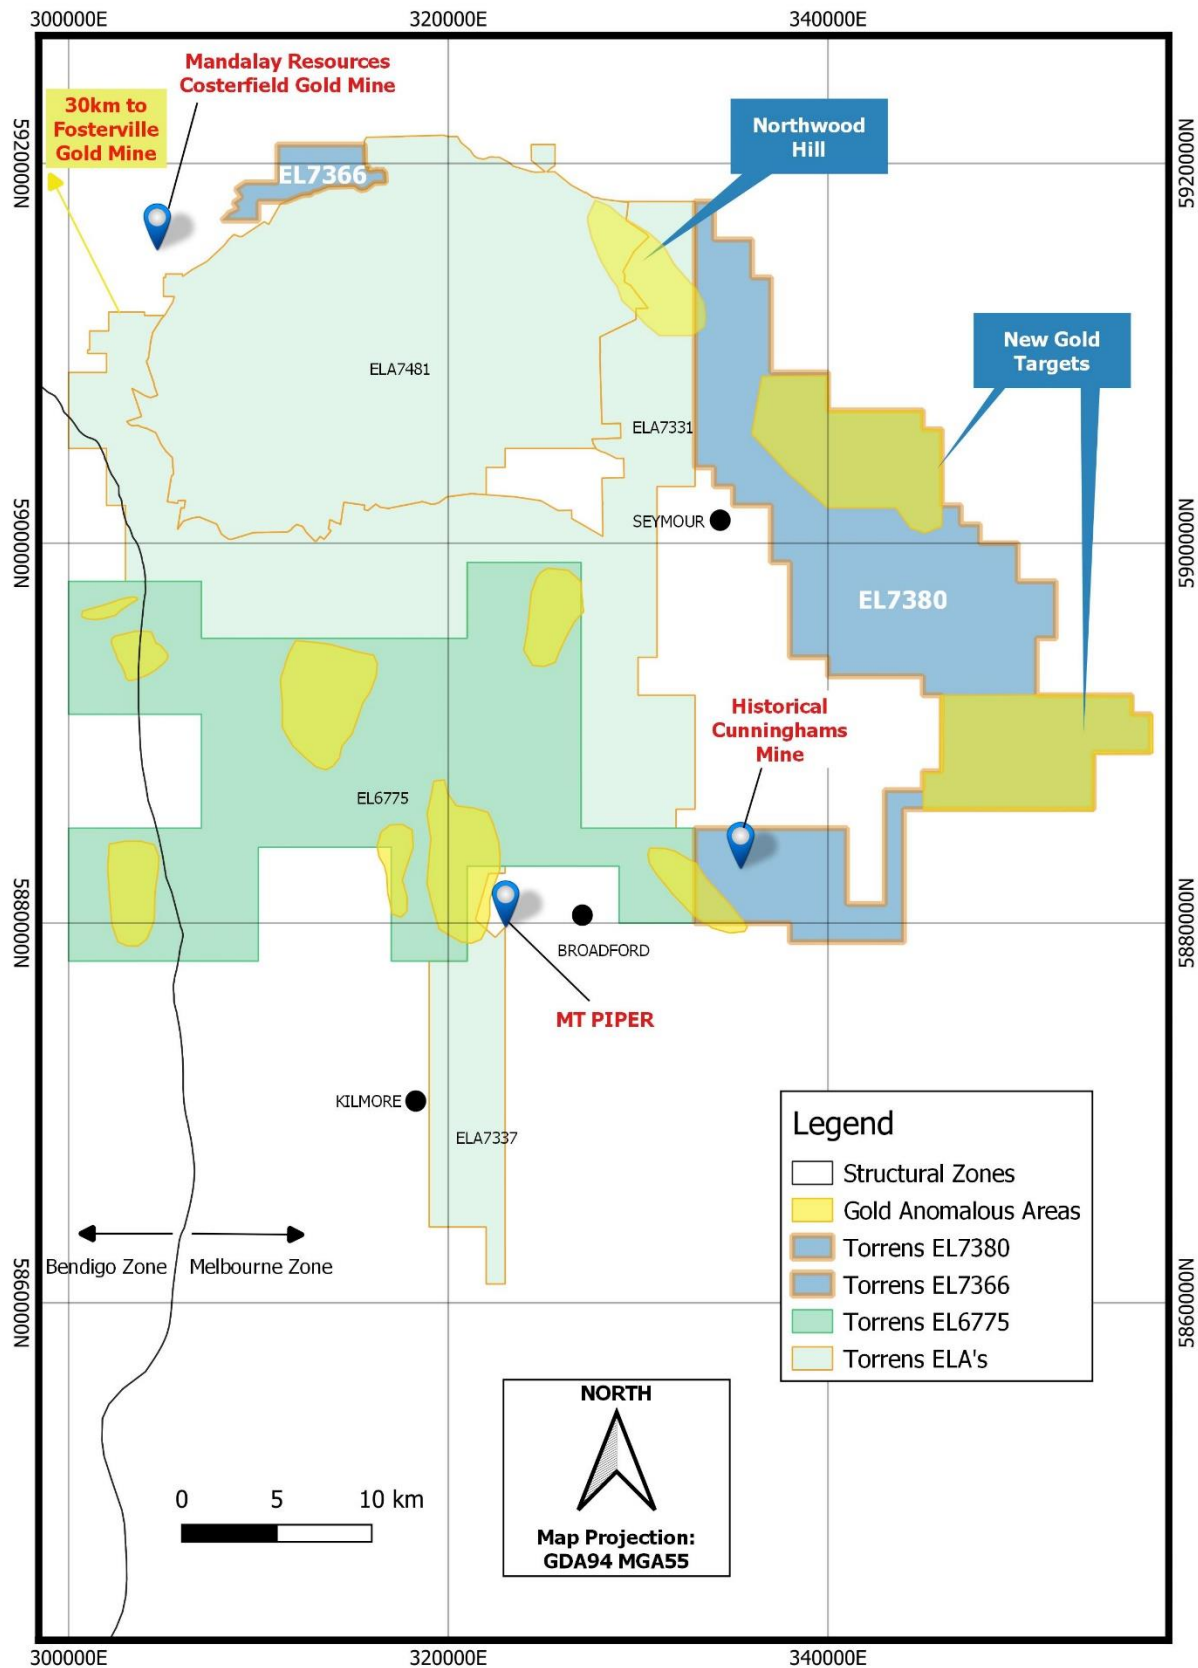 300000E
320000E
340000E
Mandalay Resources
Costerfield Gold Mine
30km to
Fosterville
Gold Mine
5920000N
5920000N
EL7366
Northwood
Hill
New Gold
Targets
ELA7481
ELA7331
SEYMOUR
5900000N
5900000N
EL7380
Historical
Cunninghams
Mine
EL6775
5880000N
5880000N
BROADFORD
MT PIPER
KILMORE
ELA7337
Bendigo Zone
Melbourne Zone
5860000N
5860000N
Legend
Structural Zones
Gold Anomalous Areas
Torrens EL7380
Torrens EL7366
Torrens EL6775
Torrens ELA's
NORTH
Map Projection:
GDA94 MGA55
0 5 10 km
300000E
320000E
340000E